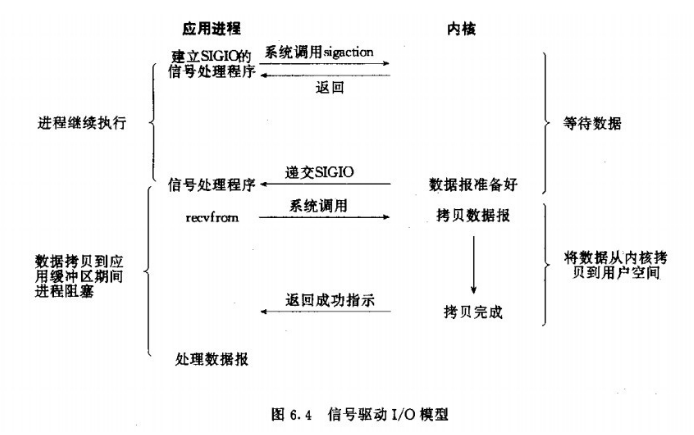 应用进程
内核
建立SIGIO的
信号处理程序
系统调用sigaction
返回
进程继续执行
等待数据
递交SIGIO
信号处理程序
数据报准备好
recvfrom
系统调用
拷贝数据报
数据拷贝到应
用缓冲区期间
进程阻塞
将数据从内核拷
贝到用户空间
返回成功指示
拷贝完成
处理数据报
图 6.4 信号驱动 I/O 模型